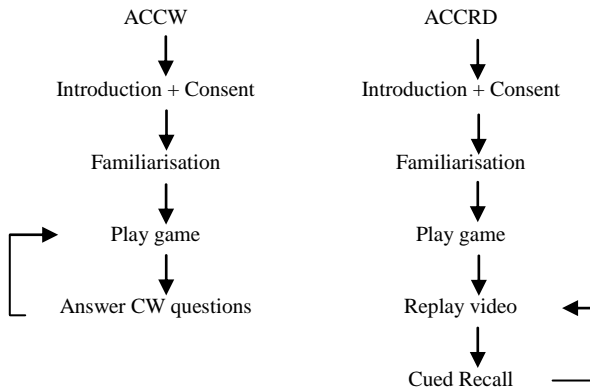 ACCW
Introduction + Consent
Familiarisation
Play game
Answer CW questions
ACCRD
Introduction + Consent
Familiarisation
Play game
Replay video
Cued Recall